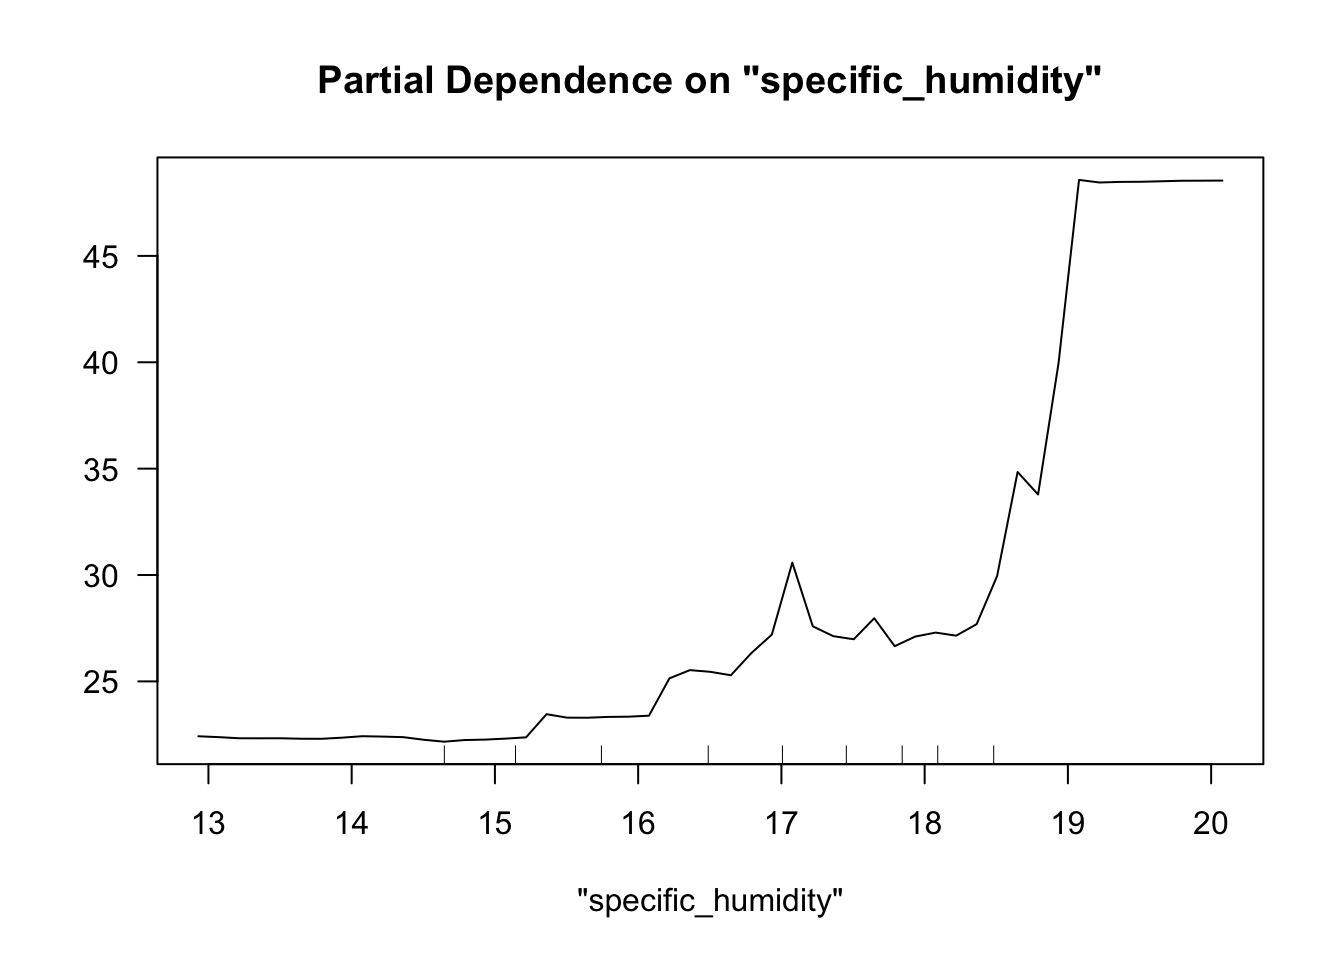 Partial Dependence on "specific_humidity"
45
40
35
30
25
13 14 15 16 17 18 19 20
"specific_humidity"